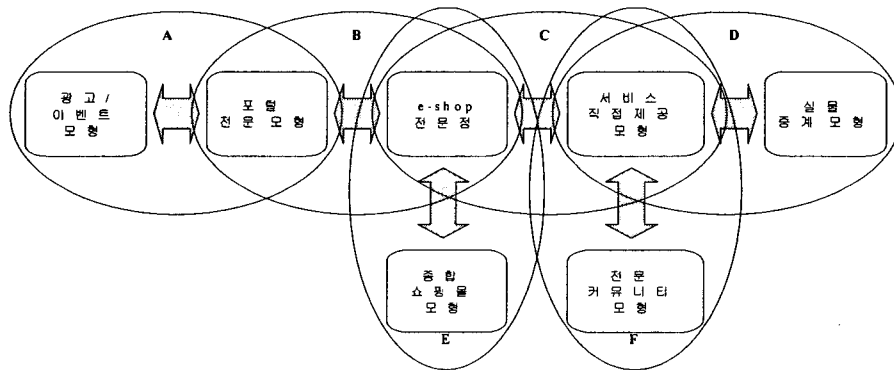 A
B
C
D
광 고 /
이 벤 트
모 형
포 털
전 문 모 형
e-shop
전 문 점
서 비 스
직 접 제 공
모 형
실 물
중 계 모 형
종 합
쇼 핑 몰
모 형
전 문
커 뮤 니 티
모 형
E
F